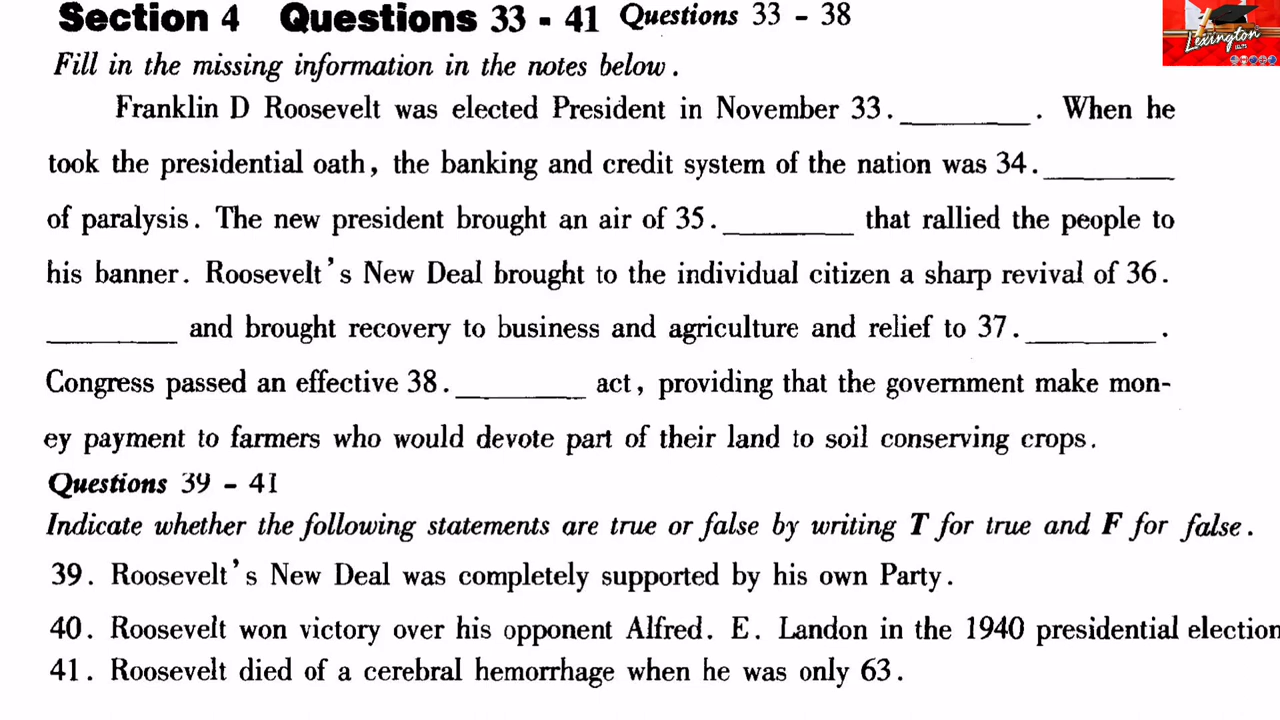 Section 4 Questions 33 - 41 Questions 33 - 38
Lexington
IELTS
Fill in the missing information in the notes below.
Franklin D Roosevelt was elected President in November 33. ________. When he
took the presidential oath, the banking and credit system of the nation was 34. ________
of paralysis. The new president brought an air of 35. ________ that rallied the people to
his banner. Roosevelt's New Deal brought to the individual citizen a sharp revival of 36.
________ and brought recovery to business and agriculture and relief to 37. ________.
Congress passed an effective 38. ________ act, providing that the government make mon-
ey payment to farmers who would devote part of their land to soil conserving crops.
Questions 39 - 41
Indicate whether the following statements are true or false by writing T for true and F for false.
39. Roosevelt's New Deal was completely supported by his own Party.
40. Roosevelt won victory over his opponent Alfred. E. Landon in the 1940 presidential election
41. Roosevelt died of a cerebral hemorrhage when he was only 63.